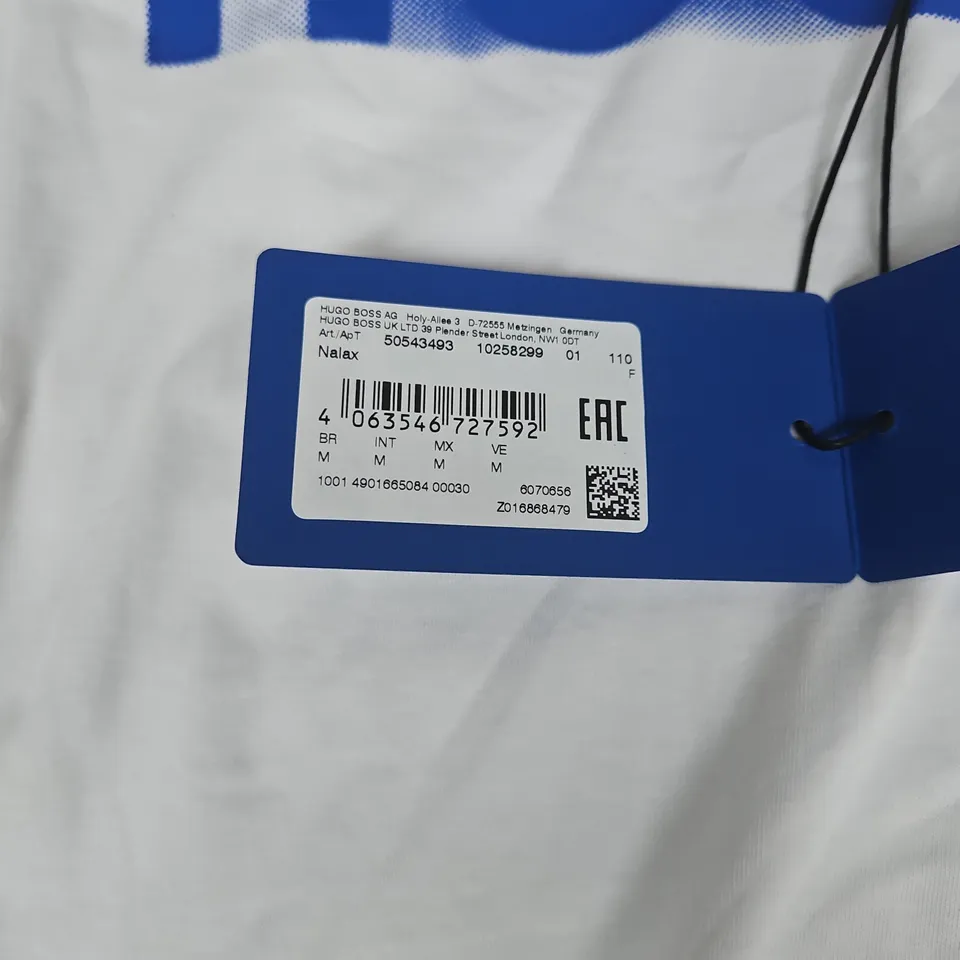 HUGO BOSS AG Holy-Allee 3 D-72555 Metzingen Germany
HUGO BOSS UK LTD 39 Plender Street London, NW1 0DT
Art./ApT 50543493 10258299 01 110
Nalax F
4 063546 727592
EAC
BR INT MX VE
M M M M
1001 4901665084 00030 6070656
Z016868479